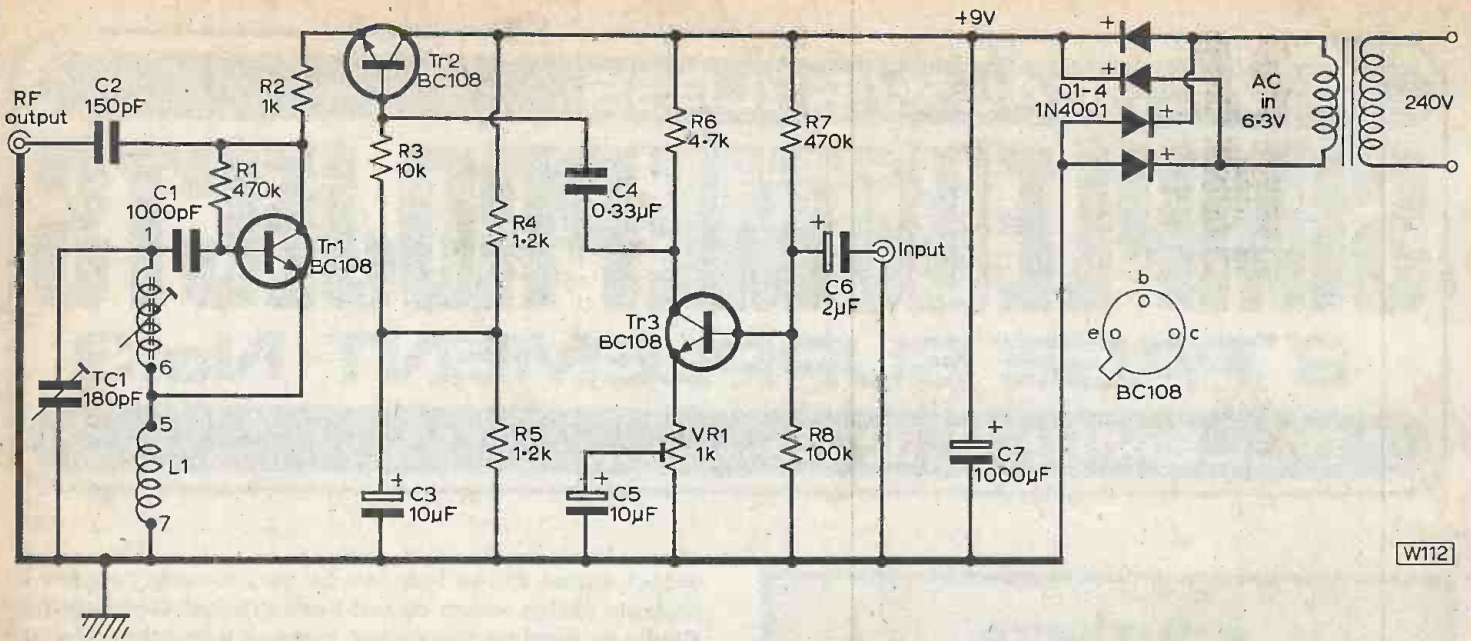 +9V
RF
output
C2
150pF
R2
1k
Tr2
BC108
R1
470k
C1
1000pF
1
Tr1
BC108
6
TC1
180pF
5
L1
7
R3
10k
R4
1·2k
C4
0·33µF
R5
1·2k
+
C3
10µF
R6
4·7k
R7
470k
+
C6
2µF
Input
Tr3
BC108
VR1
1k
+
C5
10µF
R8
100k
+
C7
1000µF
+
+
D1-4
1N4001
+
+
AC
in
6·3V
240V
b
e
c
BC108
W112